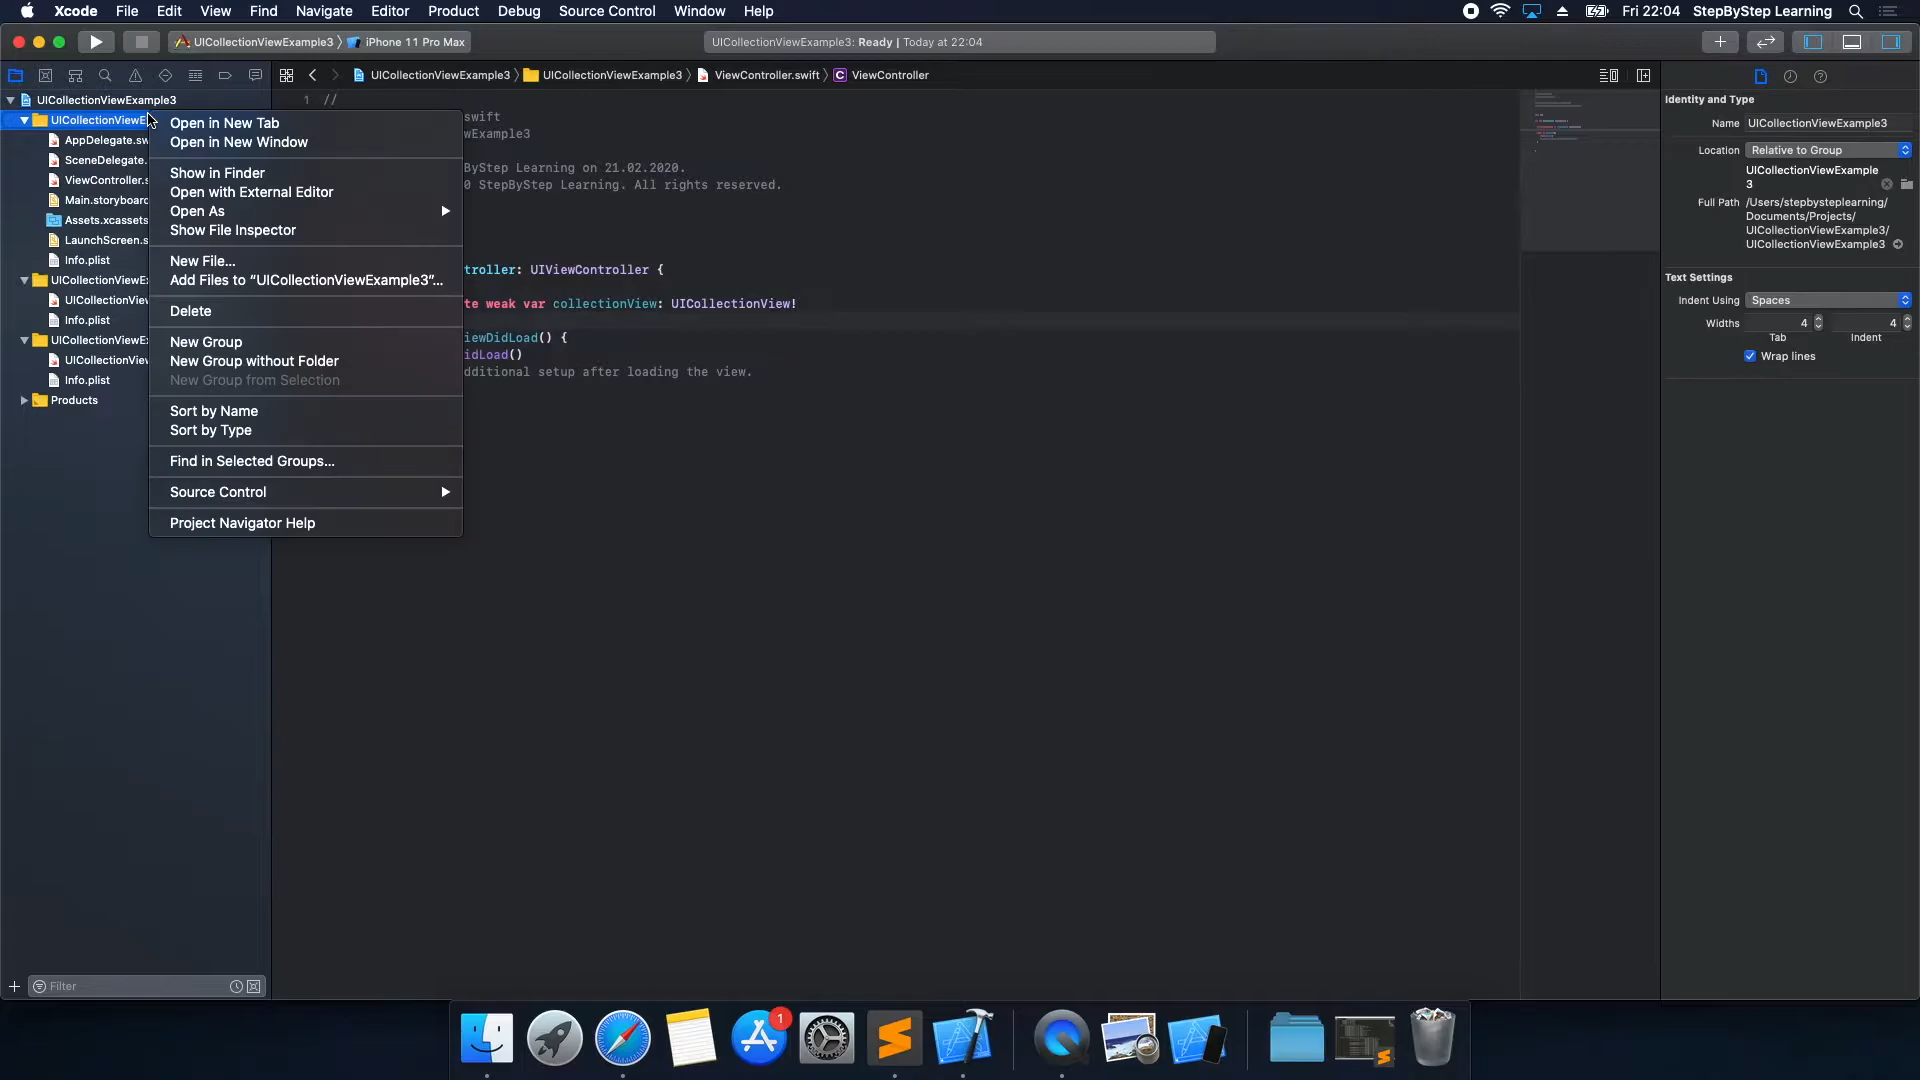 Xcode File Edit View Find Navigate Editor Product Debug Source Control Window Help
Fri 22:04 StepByStep Learning
UICollectionViewExample3 iPhone 11 Pro Max
UICollectionViewExample3: Ready | Today at 22:04
UICollectionViewExample3 UICollectionViewExample3 ViewController.swift C ViewController
UICollectionViewExample3
UICollectionViewE
AppDelegate.sw
SceneDelegate.
ViewController.s
Main.storyboard
Assets.xcassets
LaunchScreen.s
Info.plist
UICollectionViewE
UICollectionView
Info.plist
UICollectionViewE
UICollectionView
Info.plist
Products
Filter
Open in New Tab
Open in New Window
Show in Finder
Open with External Editor
Open As
Show File Inspector
New File...
Add Files to “UICollectionViewExample3”...
Delete
New Group
New Group without Folder
New Group from Selection
Sort by Name
Sort by Type
Find in Selected Groups...
Source Control
Project Navigator Help
1 //
swift
wExample3
ByStep Learning on 21.02.2020.
0 StepByStep Learning. All rights reserved.
troller: UIViewController {
te weak var collectionView: UICollectionView!
iewDidLoad() {
idLoad()
dditional setup after loading the view.
Identity and Type
Name UICollectionViewExample3
Location Relative to Group
UICollectionViewExample
3
Full Path /Users/stepbysteplearning/
Documents/Projects/
UICollectionViewExample3/
UICollectionViewExample3
Text Settings
Indent Using Spaces
Widths 4 4
Tab Indent
Wrap lines
1